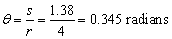 θ = s/r = 1.38/4 = 0.345 radians